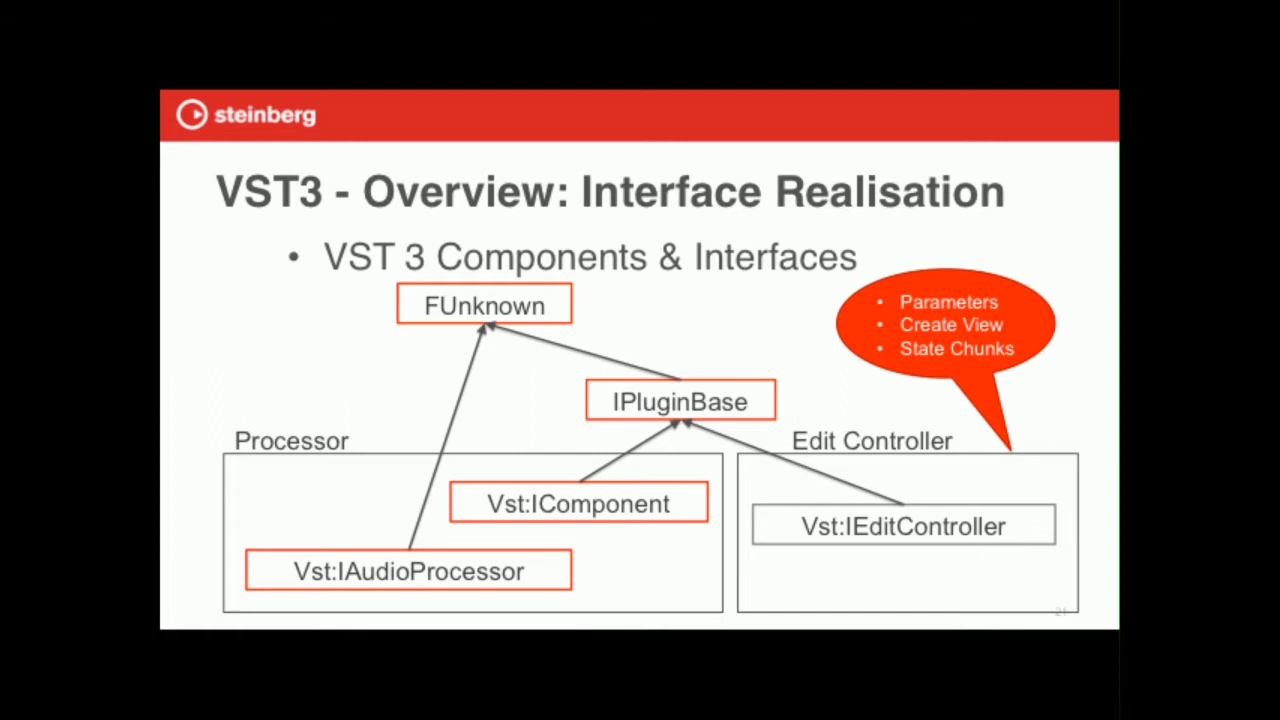 steinberg
VST3 - Overview: Interface Realisation
• VST 3 Components & Interfaces
FUnknown
• Parameters
• Create View
• State Chunks
IPluginBase
Processor
Edit Controller
Vst:IComponent
Vst:IEditController
Vst:IAudioProcessor
21